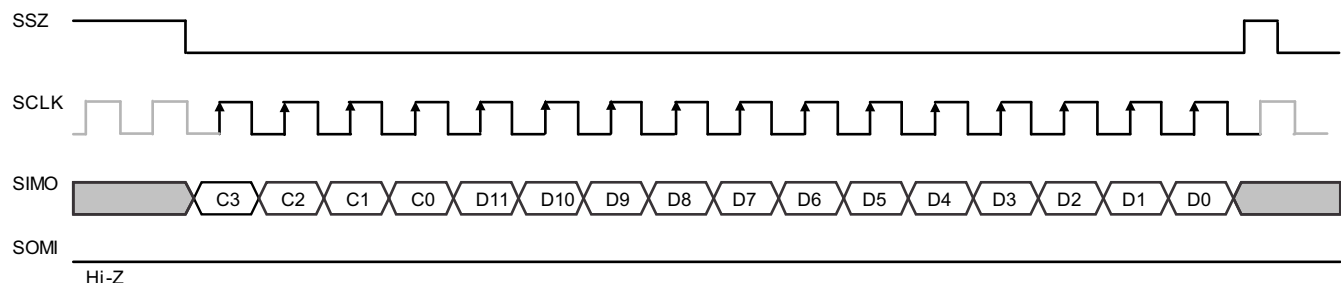 SSZ
SCLK
SIMO C3 C2 C1 C0 D11 D10 D9 D8 D7 D6 D5 D4 D3 D2 D1 D0
SOMI
Hi-Z